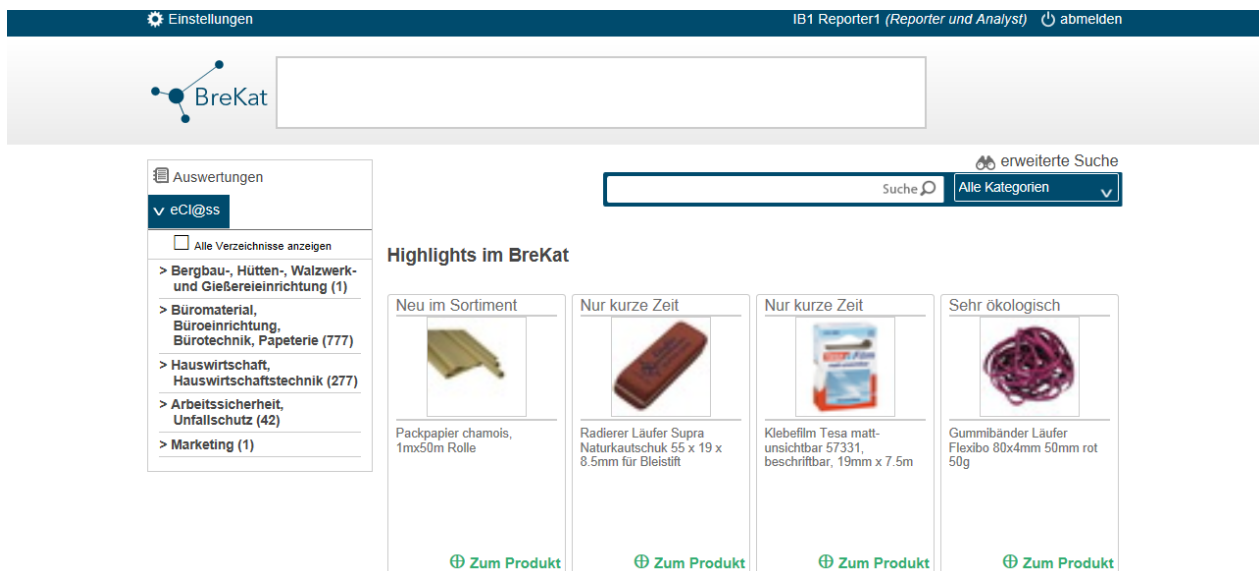 Einstellungen
IB1 Reporter1 (Reporter und Analyst) abmelden
BreKat
Auswertungen
eCl@ss
Alle Verzeichnisse anzeigen
> Bergbau-, Hütten-, Walzwerk-
und Gießereieinrichtung (1)
> Büromaterial,
Büroeinrichtung,
Bürotechnik, Papeterie (777)
> Hauswirtschaft,
Hauswirtschaftstechnik (277)
> Arbeitssicherheit,
Unfallschutz (42)
> Marketing (1)
erweiterte Suche
Suche
Alle Kategorien
Highlights im BreKat
Neu im Sortiment
Packpapier chamois,
1mx50m Rolle
Zum Produkt
Nur kurze Zeit
Radierer Läufer Supra
Naturkautschuk 55 x 19 x
8.5mm für Bleistift
Zum Produkt
Nur kurze Zeit
Klebefilm Tesa matt-
unsichtbar 57331,
beschriftbar, 19mm x 7.5m
Zum Produkt
Sehr ökologisch
Gummibänder Läufer
Flexibo 80x4mm 50mm rot
50g
Zum Produkt